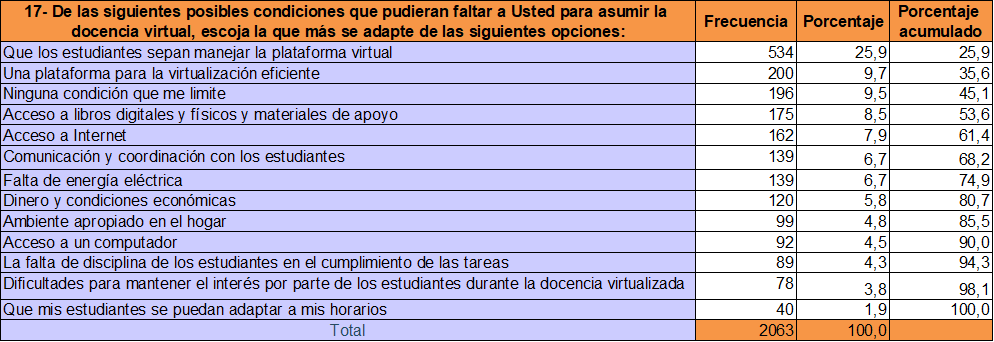 17- De las siguientes posibles condiciones que pudieran faltar a Usted para asumir la docencia virtual, escoja la que más se adapte de las siguientes opciones: Frecuencia Porcentaje Porcentaje acumulado
Que los estudiantes sepan manejar la plataforma virtual 534 25,9 25,9
Una plataforma para la virtualización eficiente 200 9,7 35,6
Ninguna condición que me limite 196 9,5 45,1
Acceso a libros digitales y físicos y materiales de apoyo 175 8,5 53,6
Acceso a Internet 162 7,9 61,4
Comunicación y coordinación con los estudiantes 139 6,7 68,2
Falta de energía eléctrica 139 6,7 74,9
Dinero y condiciones económicas 120 5,8 80,7
Ambiente apropiado en el hogar 99 4,8 85,5
Acceso a un computador 92 4,5 90,0
La falta de disciplina de los estudiantes en el cumplimiento de las tareas 89 4,3 94,3
Dificultades para mantener el interés por parte de los estudiantes durante la docencia virtualizada 78 3,8 98,1
Que mis estudiantes se puedan adaptar a mis horarios 40 1,9 100,0
Total 2063 100,0